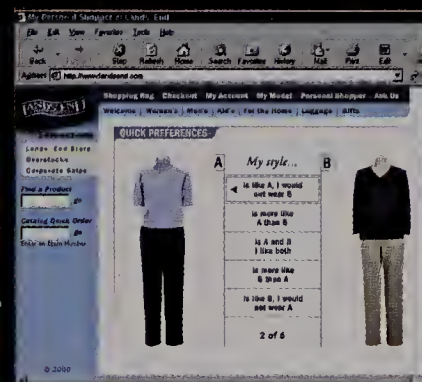 My Personal Shopper at Lands' End
File Edit View Favorites Tools Help
Back Stop Refresh Home Search Favorites History Mail Print Edit
Address http://www.landsend.com
LANDS' END
Shopping Bag Checkout My Account My Model Personal Shopper Ask Us
Welcome Women's Men's Kid's For the Home Luggage Gifts
Lands' End Store
Overstocks
Corporate Sales
Find a Product
go
Catalog Quick Order
go
Enter an Item Number
QUICK PREFERENCES
A My style... B
is like A, I would
not wear B
is more like
A than B
is A and B
I like both
is more like
B than A
is like B, I would
not wear A
2 of 6
© 2000